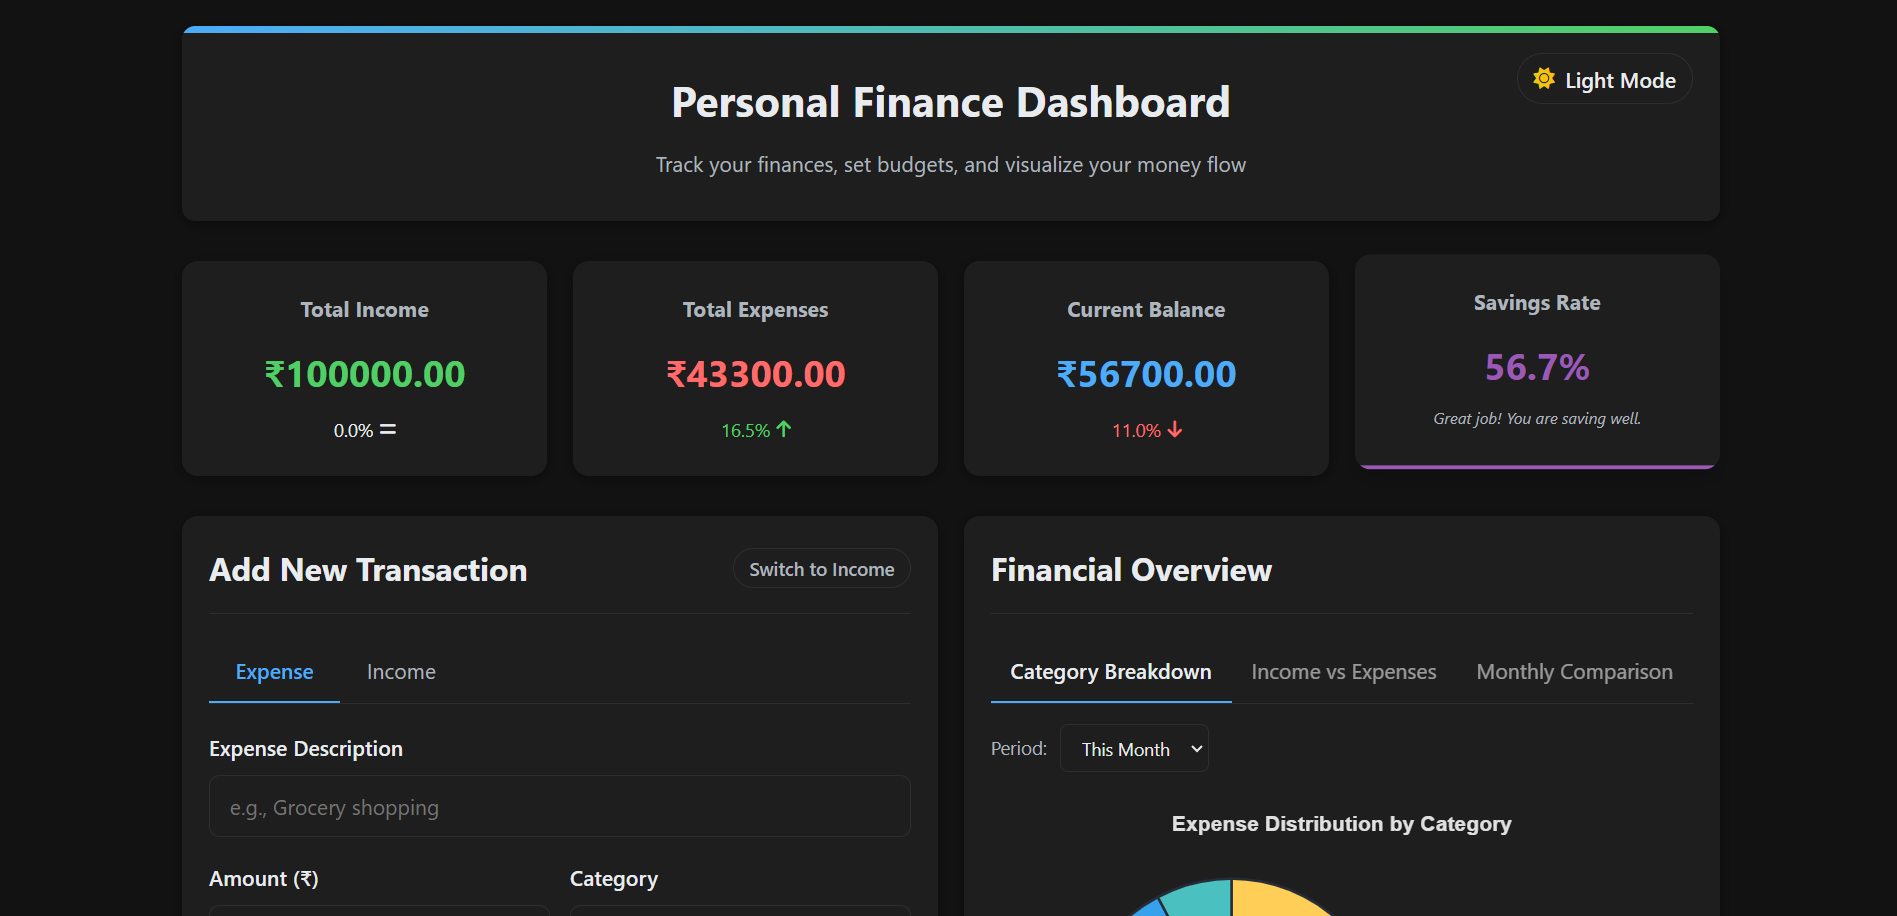 Personal Finance Dashboard
Light Mode
Track your finances, set budgets, and visualize your money flow
Total Income
₹100000.00
0.0%
Total Expenses
₹43300.00
16.5%
Current Balance
₹56700.00
11.0%
Savings Rate
56.7%
Great job! You are saving well.
Add New Transaction
Switch to Income
Expense Income
Expense Description
e.g., Grocery shopping
Amount (₹) Category
Financial Overview
Category Breakdown Income vs Expenses Monthly Comparison
Period: This Month
Expense Distribution by Category